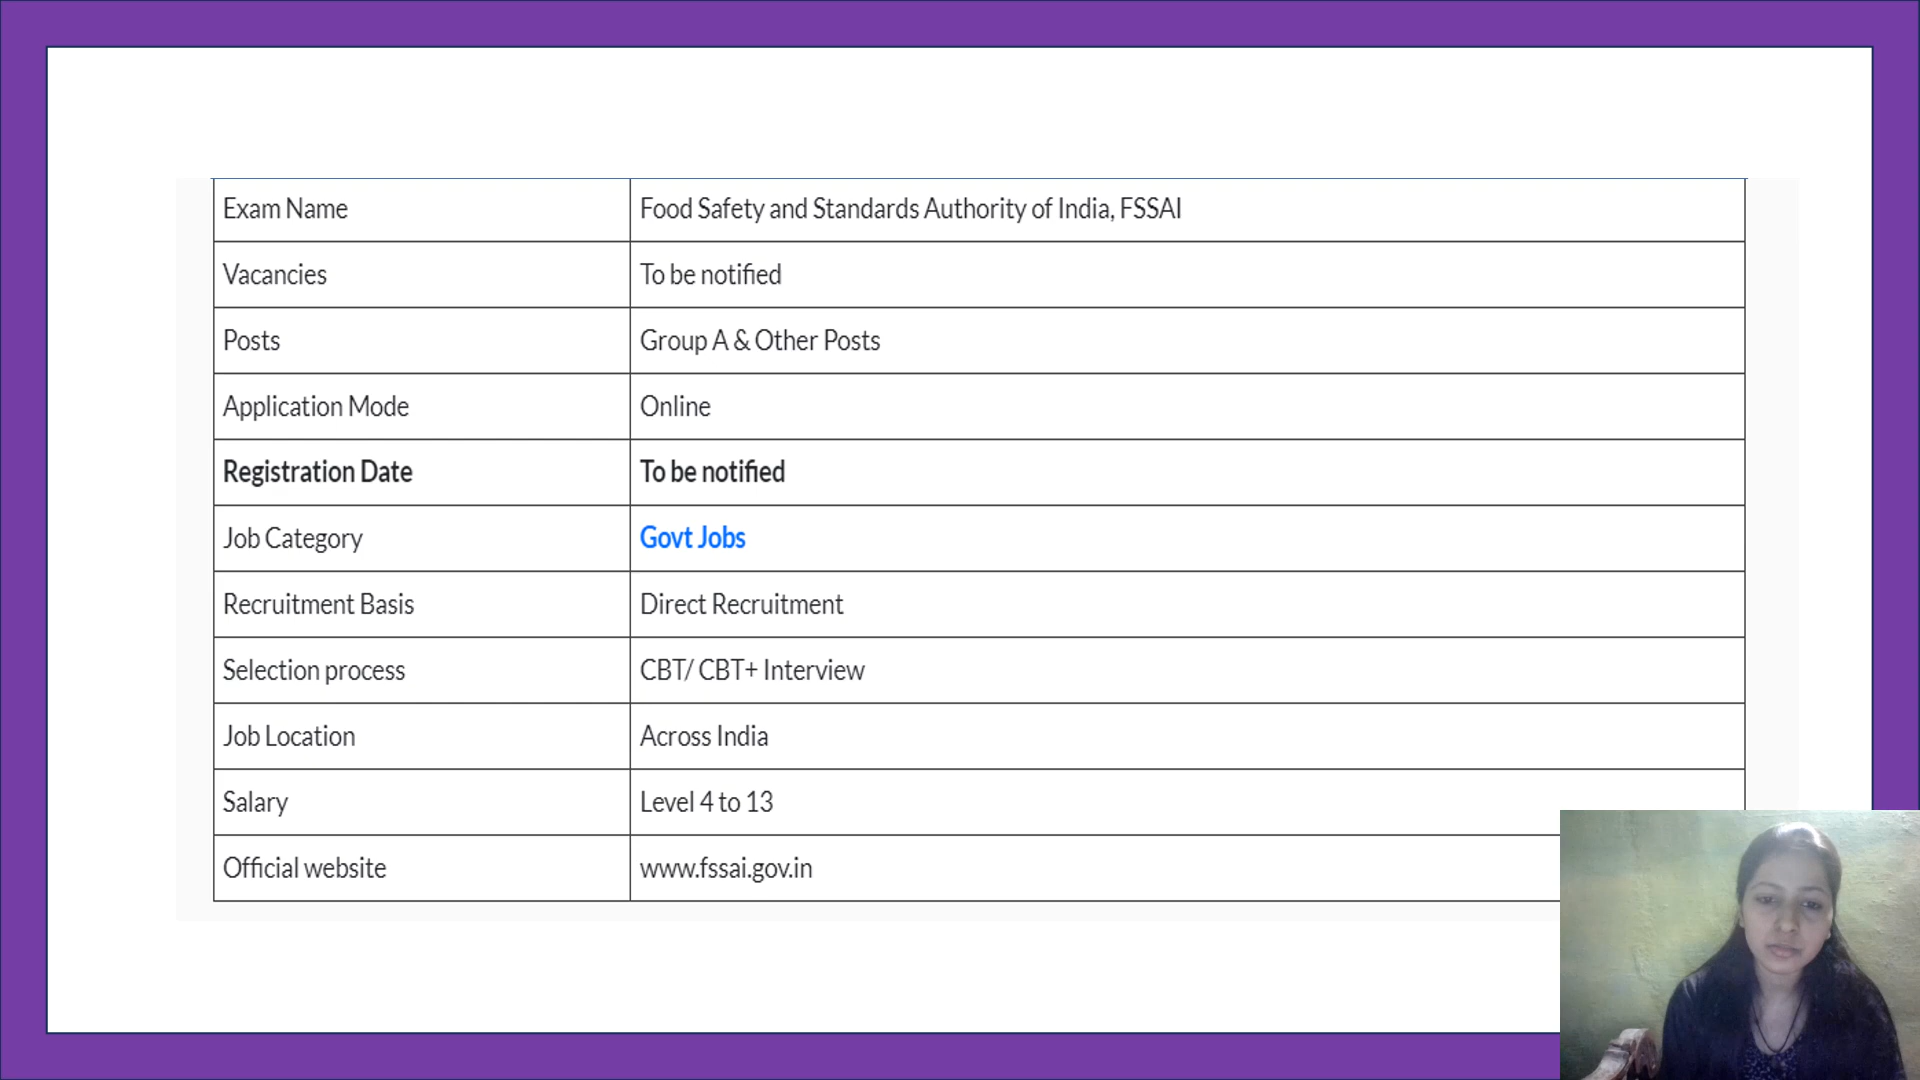 Exam Name Food Safety and Standards Authority of India, FSSAI
Vacancies To be notified
Posts Group A & Other Posts
Application Mode Online
Registration Date To be notified
Job Category Govt Jobs
Recruitment Basis Direct Recruitment
Selection process CBT/ CBT+ Interview
Job Location Across India
Salary Level 4 to 13
Official website www.fssai.gov.in